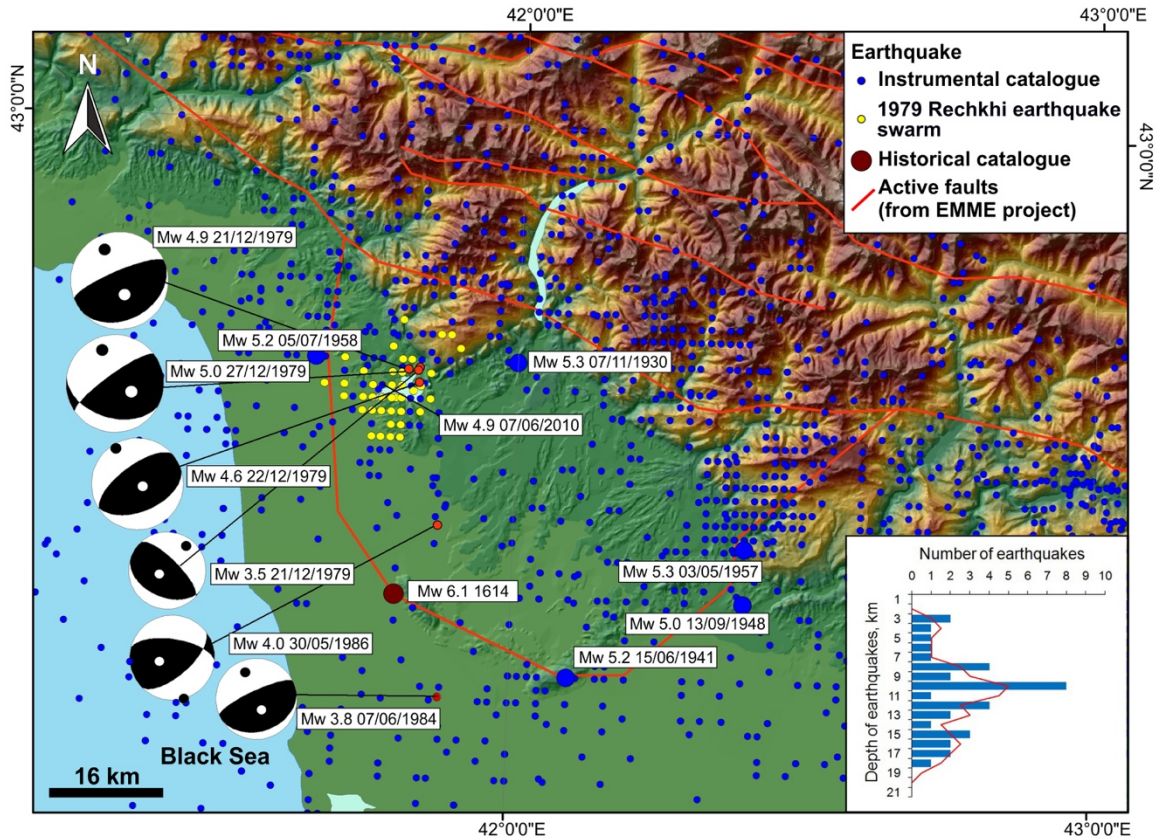 42°0'0"E
43°0'0"E
43°0'0"N
N
Earthquake
Instrumental catalogue
1979 Rechkhi earthquake
swarm
Historical catalogue
Active faults
(from EMME project)
43°0'0"N
Mw 4.9 21/12/1979
Mw 5.2 05/07/1958
Mw 5.0 27/12/1979
Mw 5.3 07/11/1930
Mw 4.9 07/06/2010
Mw 4.6 22/12/1979
Mw 3.5 21/12/1979
Mw 5.3 03/05/1957
Mw 6.1 1614
Mw 5.0 13/09/1948
Mw 4.0 30/05/1986
Mw 5.2 15/06/1941
Mw 3.8 07/06/1984
Black Sea
16 km
Number of earthquakes
0 1 2 3 4 5 6 7 8 9 10
Depth of earthquakes, km
1
3
5
7
9
11
13
15
17
19
21
42°0'0"E
43°0'0"E